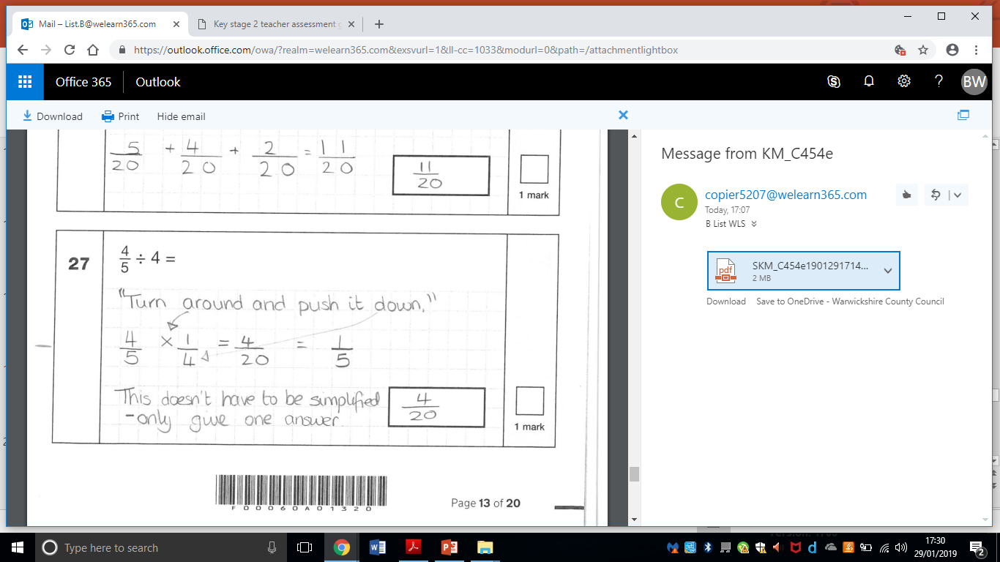 Mail – List.B@welearn365.com
Key stage 2 teacher assessment g
https://outlook.office.com/owa/?realm=welearn365.com&exsvurl=1&ll-cc=1033&modurl=0&path=/attachmentlightbox
Office 365
Outlook
BW
Download
Print
Hide email
5/20 + 4/20 + 2/20 = 11/20
11/20
1 mark
27
4/5 ÷ 4 =
"Turn around and push it down,"
4/5 × 1/4 = 4/20 = 1/5
This doesn't have to be simplified
-only give one answer
4/20
1 mark
F00060A01320
Page 13 of 20
Message from KM_C454e
C
copier5207@welearn365.com
Today, 17:07
B List WLS
pdf
SKM_C454e1901291714...
2 MB
Download
Save to OneDrive - Warwickshire County Council
Type here to search
17:30
29/01/2019
2